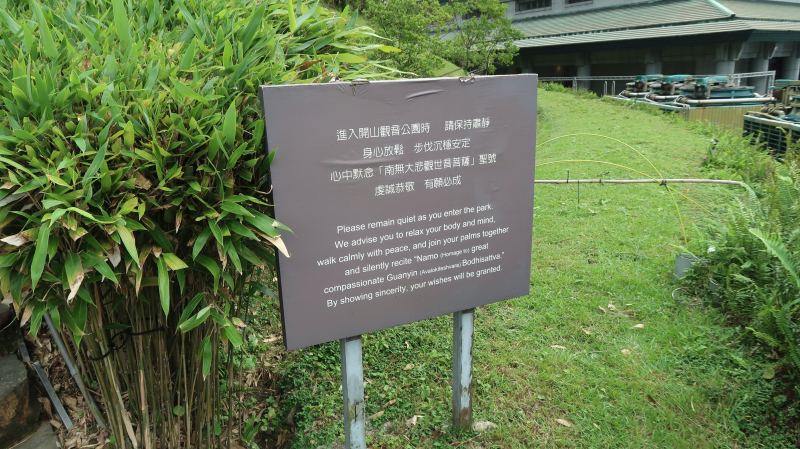 進入開山觀音公園時　請保持肅靜
身心放鬆　步伐沉穩安定
心中默念「南無大悲觀世音菩薩」聖號
虔誠恭敬　有願必成
Please remain quiet as you enter the park.
We advise you to relax your body and mind,
walk calmly with peace, and join your palms together
and silently recite “Namo (Homage to) great
compassionate Guanyin (Avalokiteshvara) Bodhisattva.”
By showing sincerity, your wishes will be granted.